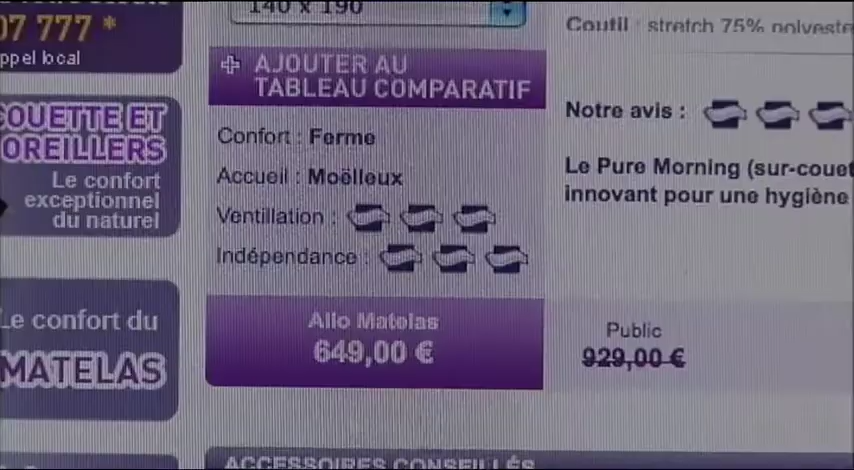 07 777 *
ppel local
OUETTE ET
OREILLERS
Le confort
exceptionnel
du naturel
Le confort du
MATELAS
140 x 190
AJOUTER AU
TABLEAU COMPARATIF
Confort : Ferme
Accueil : Moëlleux
Ventillation :
Indépendance :
Allo Matelas
649,00 €
ACCESSOIRES CONSEILLÉS
Coutil : stretch 75% polyeste
Notre avis :
Le Pure Morning (sur-couet
innovant pour une hygiène
Public
929,00 €